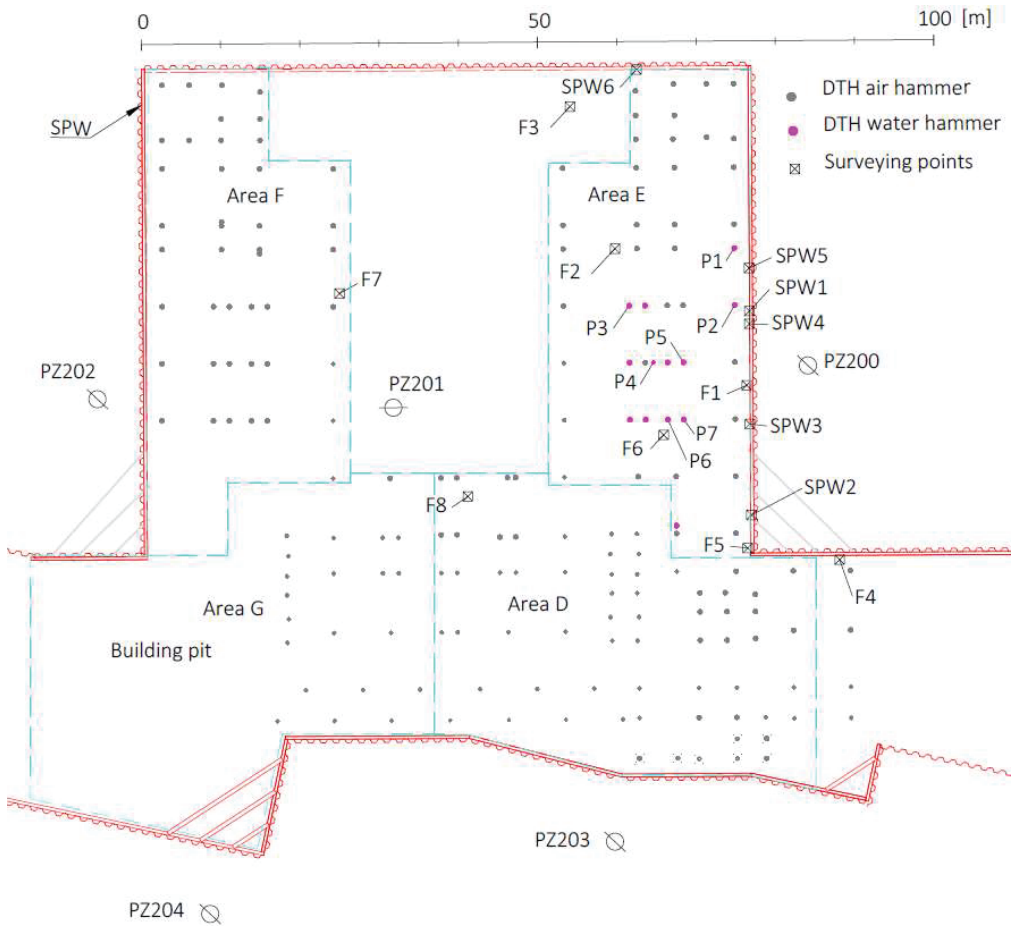 0 50 100 [m]
SPW6
DTH air hammer
F3
SPW
DTH water hammer
Surveying points
Area F
Area E
F2
P1
SPW5
F7
SPW1
P3
P2
SPW4
P5
PZ202
PZ201
P4
PZ200
F1
SPW3
F6
P7
P6
F8
SPW2
F5
F4
Area G
Area D
Building pit
PZ203
PZ204